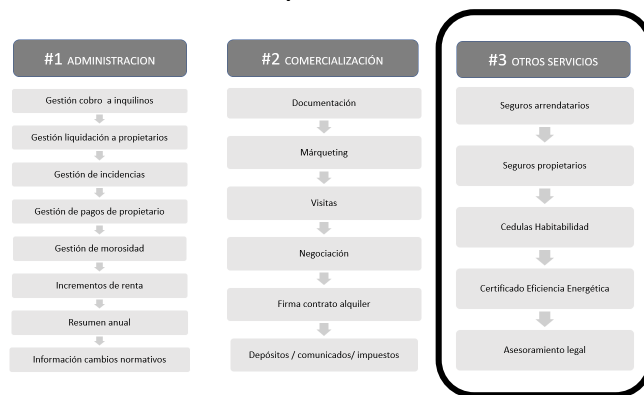 #1 ADMINISTRACION
Gestión cobro a inquilinos
Gestión liquidación a propietarios
Gestión de incidencias
Gestión de pagos de propietario
Gestión de morosidad
Incrementos de renta
Resumen anual
Información cambios normativos
#2 COMERCIALIZACIÓN
Documentación
Márqueting
Visitas
Negociación
Firma contrato alquiler
Depósitos / comunicados/ impuestos
#3 OTROS SERVICIOS
Seguros arrendatarios
Seguros propietarios
Cedulas Habitabilidad
Certificado Eficiencia Energética
Asesoramiento legal